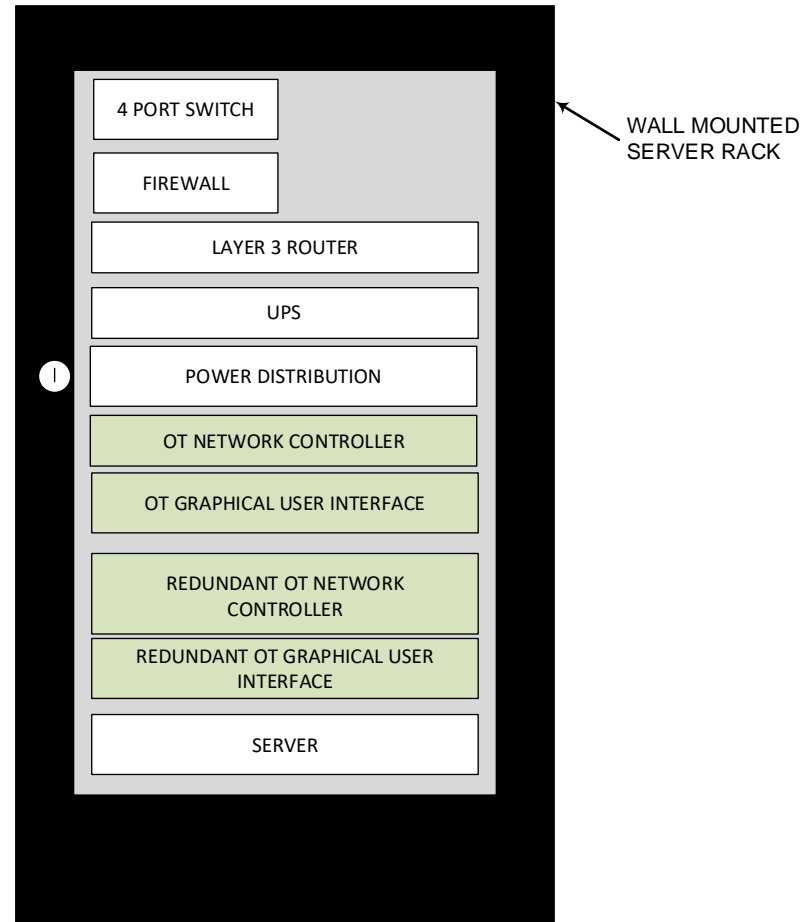 4 PORT SWITCH
WALL MOUNTED
SERVER RACK
FIREWALL
LAYER 3 ROUTER
UPS
POWER DISTRIBUTION
OT NETWORK CONTROLLER
OT GRAPHICAL USER INTERFACE
REDUNDANT OT NETWORK
CONTROLLER
REDUNDANT OT GRAPHICAL USER
INTERFACE
SERVER